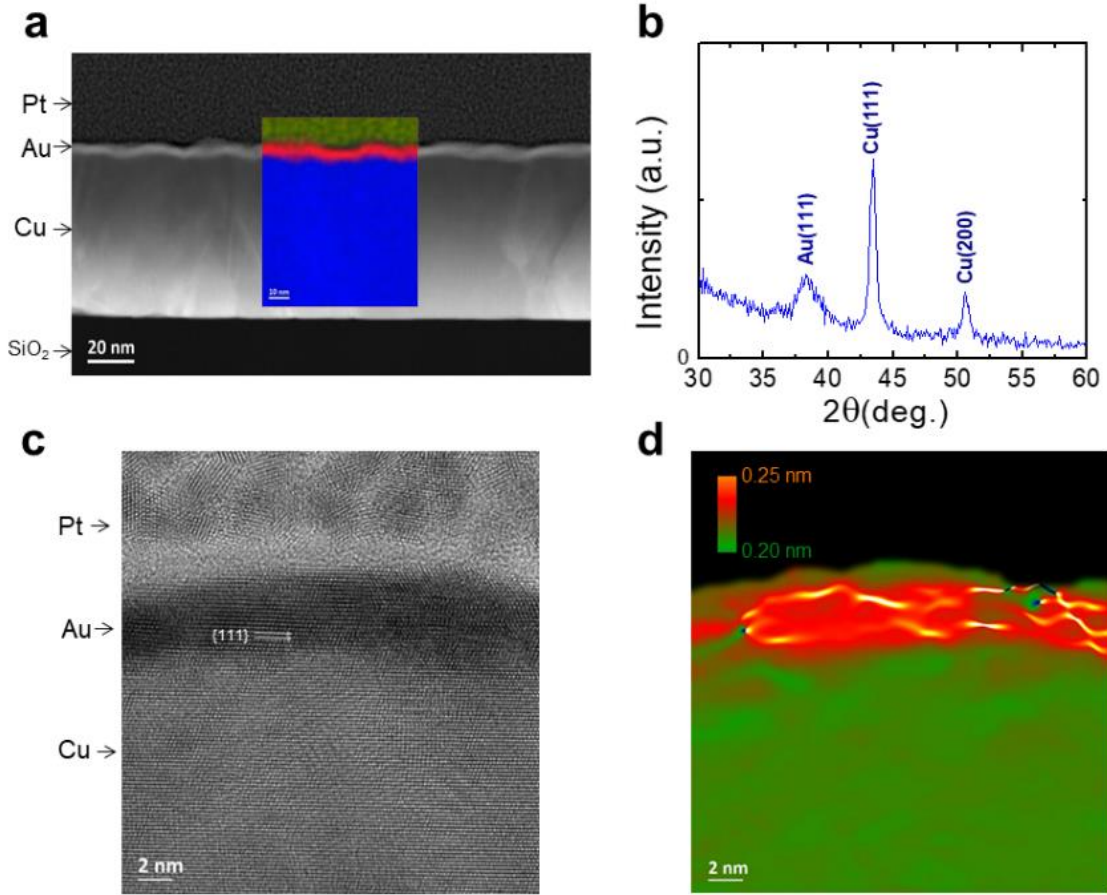 a
Pt
Au
Cu
SiO₂
20 nm
10 nm
b
Intensity (a.u.)
0
Au(111)
Cu(111)
Cu(200)
30 35 40 45 50 55 60
2θ(deg.)
c
Pt
Au
{111}
Cu
2 nm
d
0.25 nm
0.20 nm
2 nm